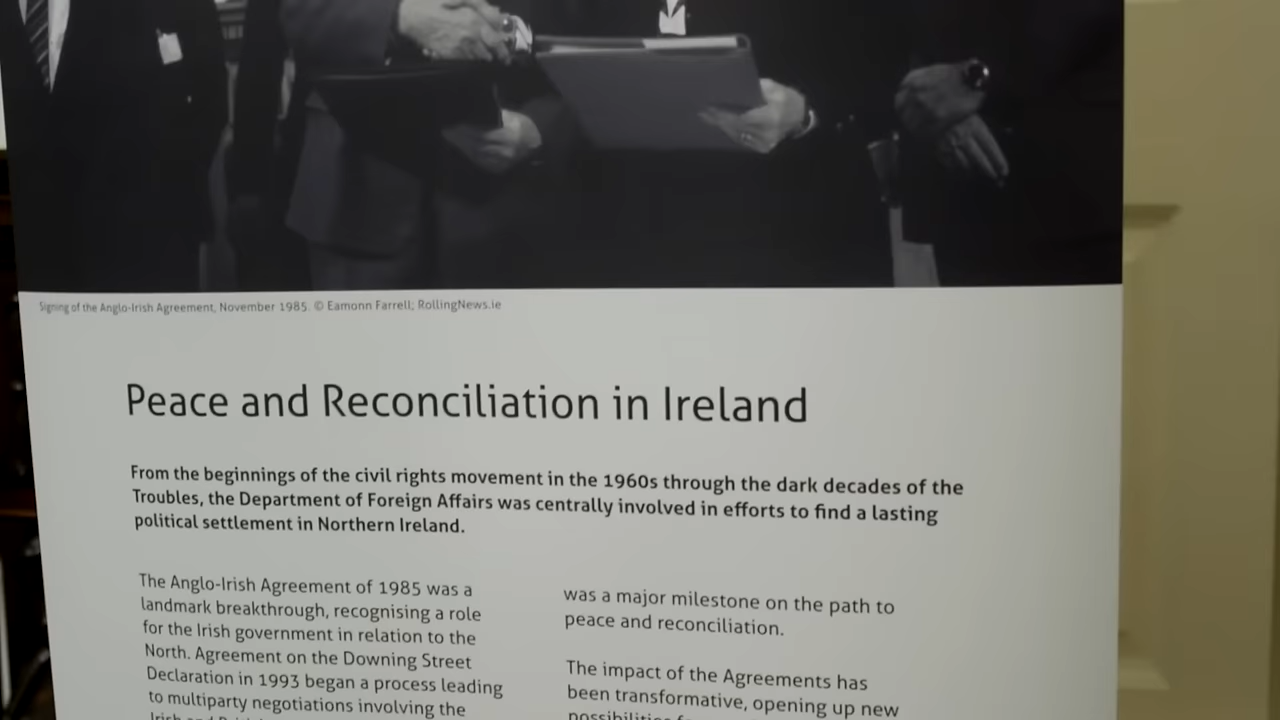 Signing of the Anglo-Irish Agreement, November 1985. © Eamonn Farrell; RollingNews.ie
Peace and Reconciliation in Ireland
From the beginnings of the civil rights movement in the 1960s through the dark decades of the
Troubles, the Department of Foreign Affairs was centrally involved in efforts to find a lasting
political settlement in Northern Ireland.
The Anglo-Irish Agreement of 1985 was a
landmark breakthrough, recognising a role
for the Irish government in relation to the
North. Agreement on the Downing Street
Declaration in 1993 began a process leading
to multiparty negotiations involving the
was a major milestone on the path to
peace and reconciliation.
The impact of the Agreements has
been transformative, opening up new